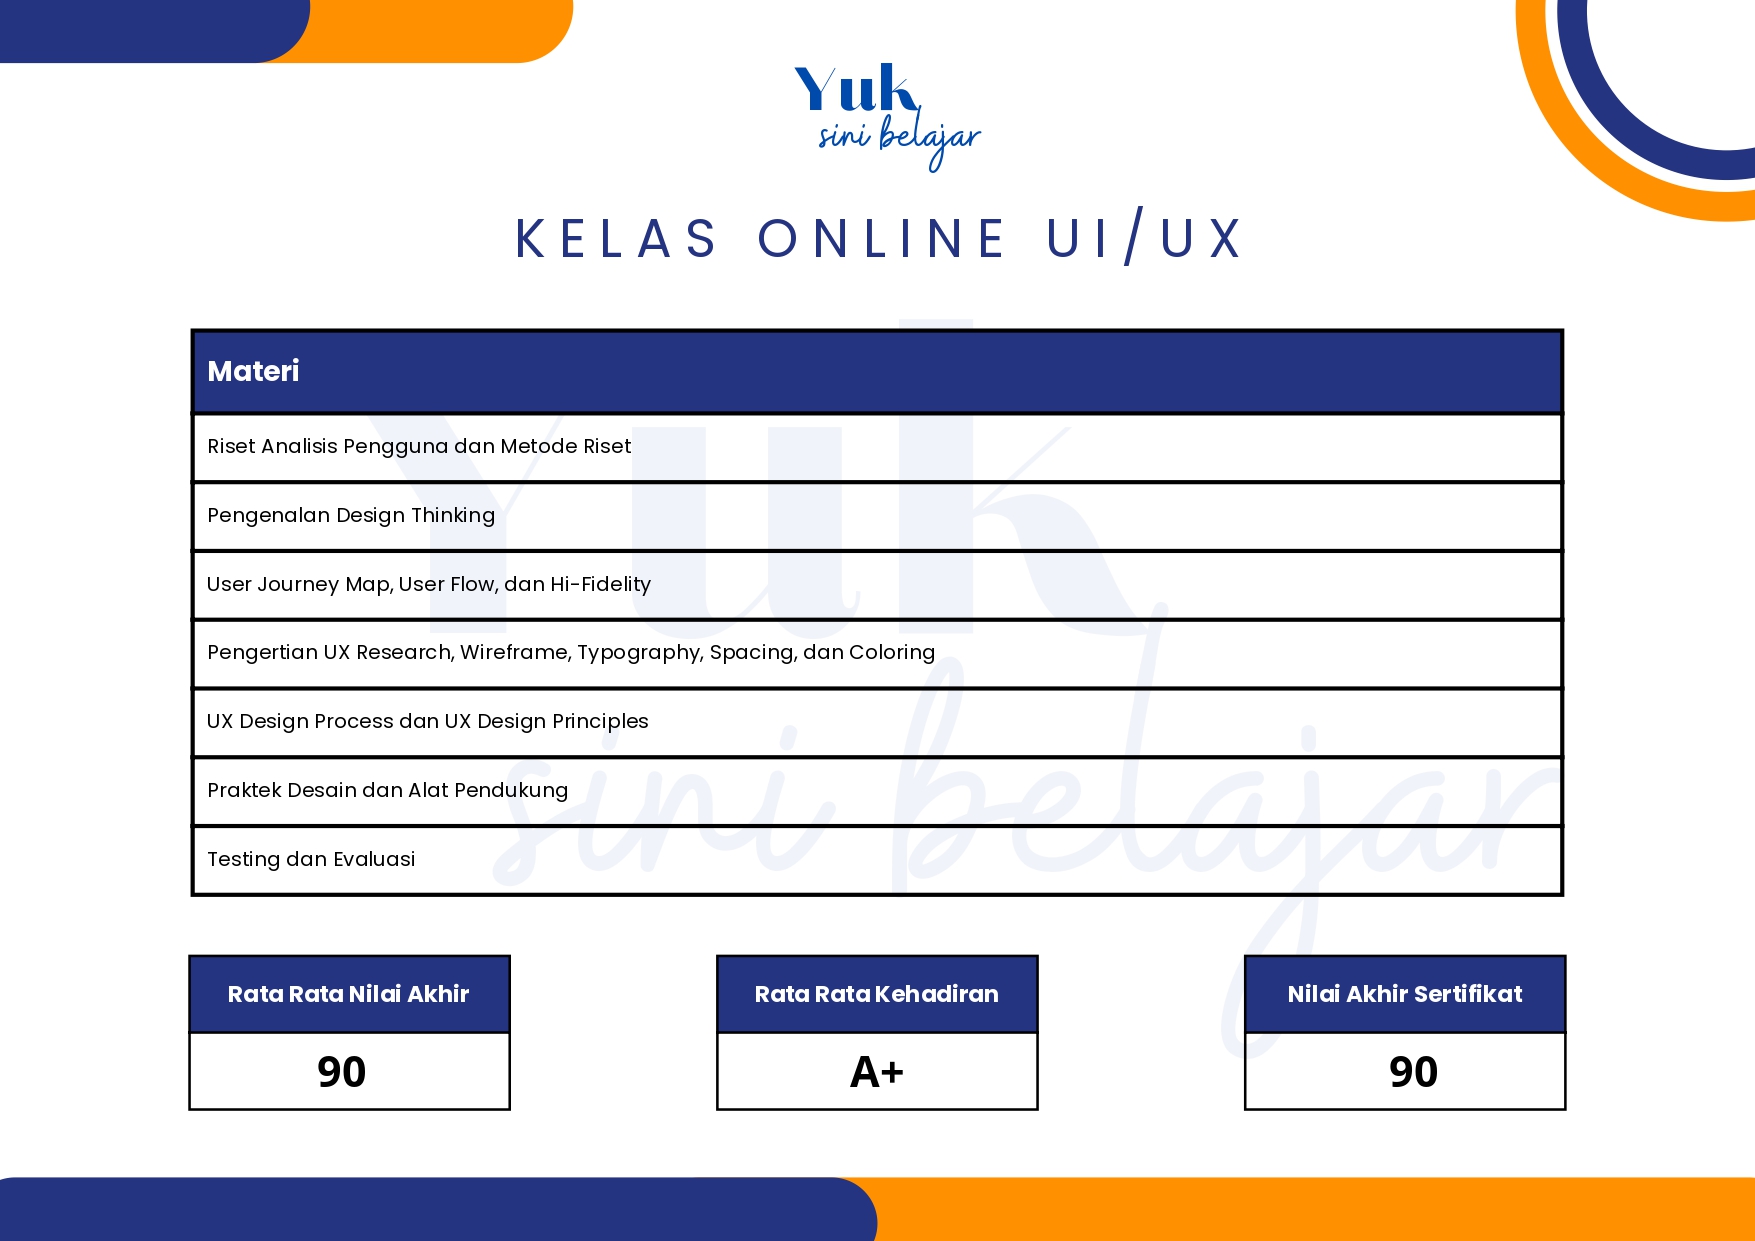 Yuk
sini belajar
KELAS ONLINE UI/UX
Materi
Riset Analisis Pengguna dan Metode Riset
Pengenalan Design Thinking
User Journey Map, User Flow, dan Hi-Fidelity
Pengertian UX Research, Wireframe, Typography, Spacing, dan Coloring
UX Design Process dan UX Design Principles
Praktek Desain dan Alat Pendukung
Testing dan Evaluasi
Yuk
sini belajar
Rata Rata Nilai Akhir
90
Rata Rata Kehadiran
A+
Nilai Akhir Sertifikat
90